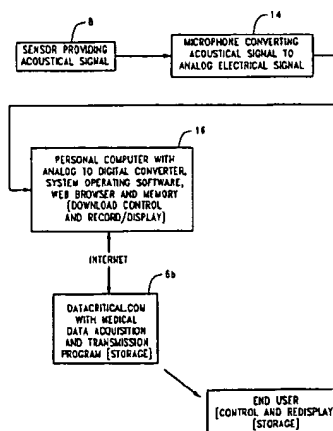 8
14
SENSOR PROVIDING
ACOUSTICAL SIGNAL
MICROPHONE CONVERTING
ACOUSTICAL SIGNAL TO
ANALOG ELECTRICAL SIGNAL
16
PERSONAL COMPUTER WITH
ANALOG TO DIGITAL CONVERTER,
SYSTEM OPERATING SOFTWARE,
WEB BROWSER AND MEMORY
(DOWNLOAD CONTROL
AND RECORD/DISPLAY)
INTERNET
6b
DATACRITICAL.COM
WITH MEDICAL
DATA ACQUISITION
AND TRANSMISSION
PROGRAM [STORAGE]
END USER
[CONTROL AND REDISPLAY]
[STORAGE]